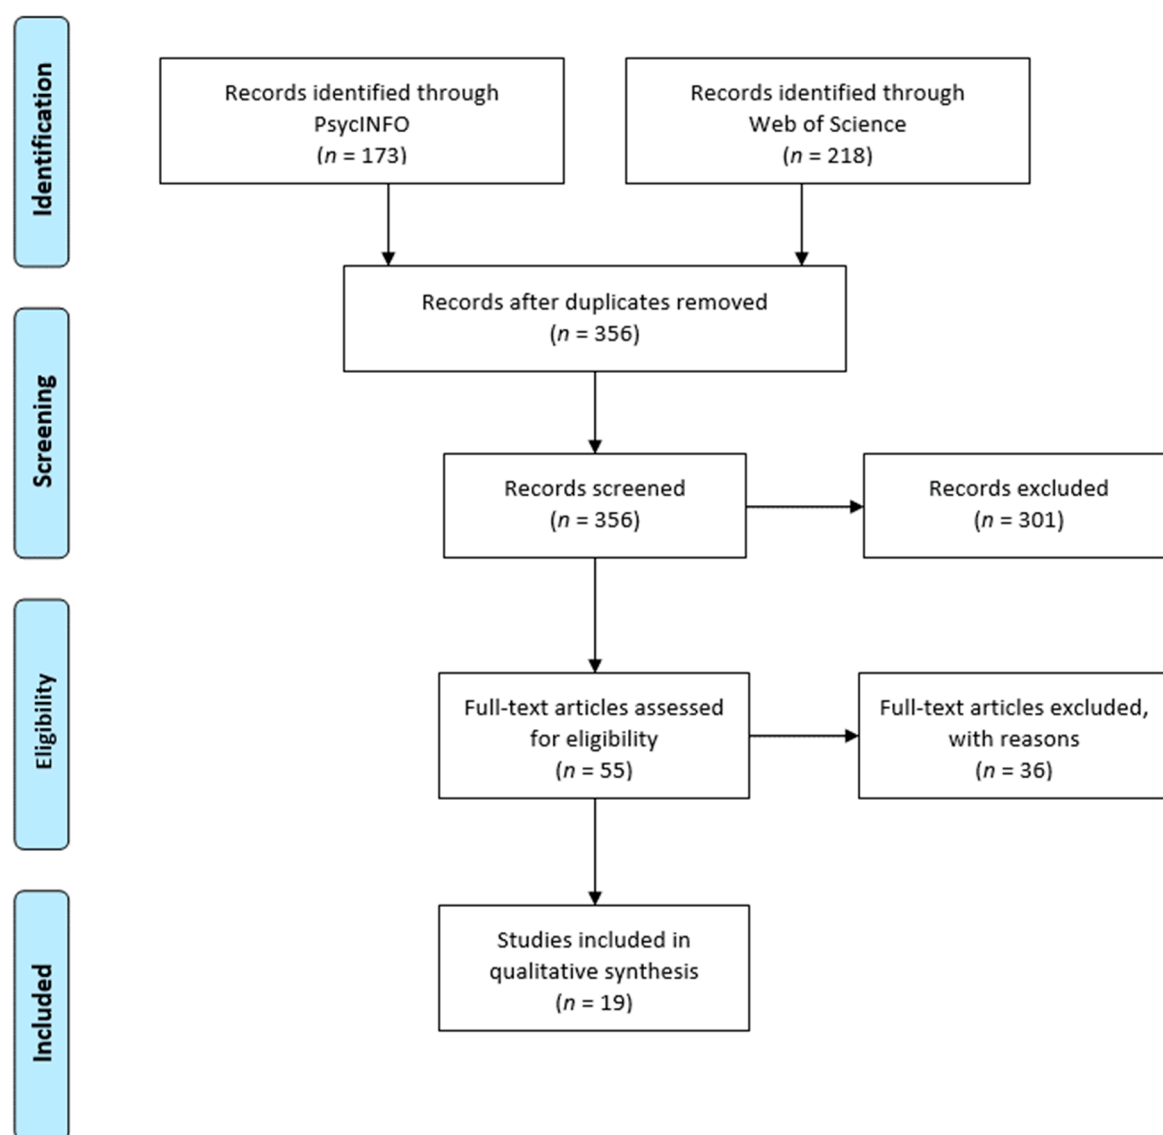 Identification
Records identified through
PsycINFO
(n = 173)
Records identified through
Web of Science
(n = 218)
Records after duplicates removed
(n = 356)
Screening
Records screened
(n = 356)
Records excluded
(n = 301)
Eligibility
Full-text articles assessed
for eligibility
(n = 55)
Full-text articles excluded,
with reasons
(n = 36)
Included
Studies included in
qualitative synthesis
(n = 19)